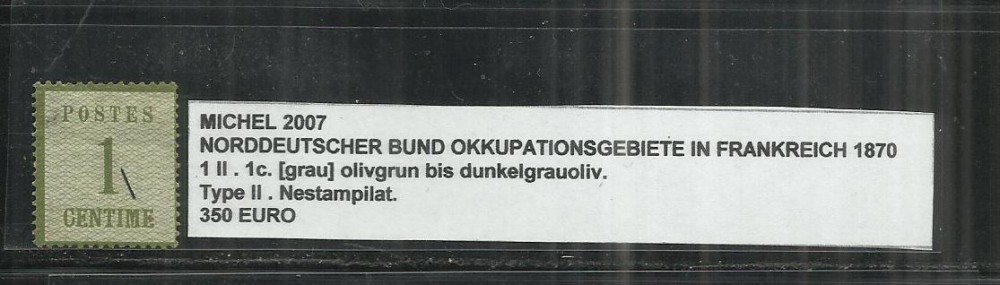 POSTES
1
CENTIME
MICHEL 2007
NORDDEUTSCHER BUND OKKUPATIONSGEBIETE IN FRANKREICH 1870
1 II . 1c. [grau] olivgrun bis dunkelgrauoliv.
Type II . Nestampilat.
350 EURO